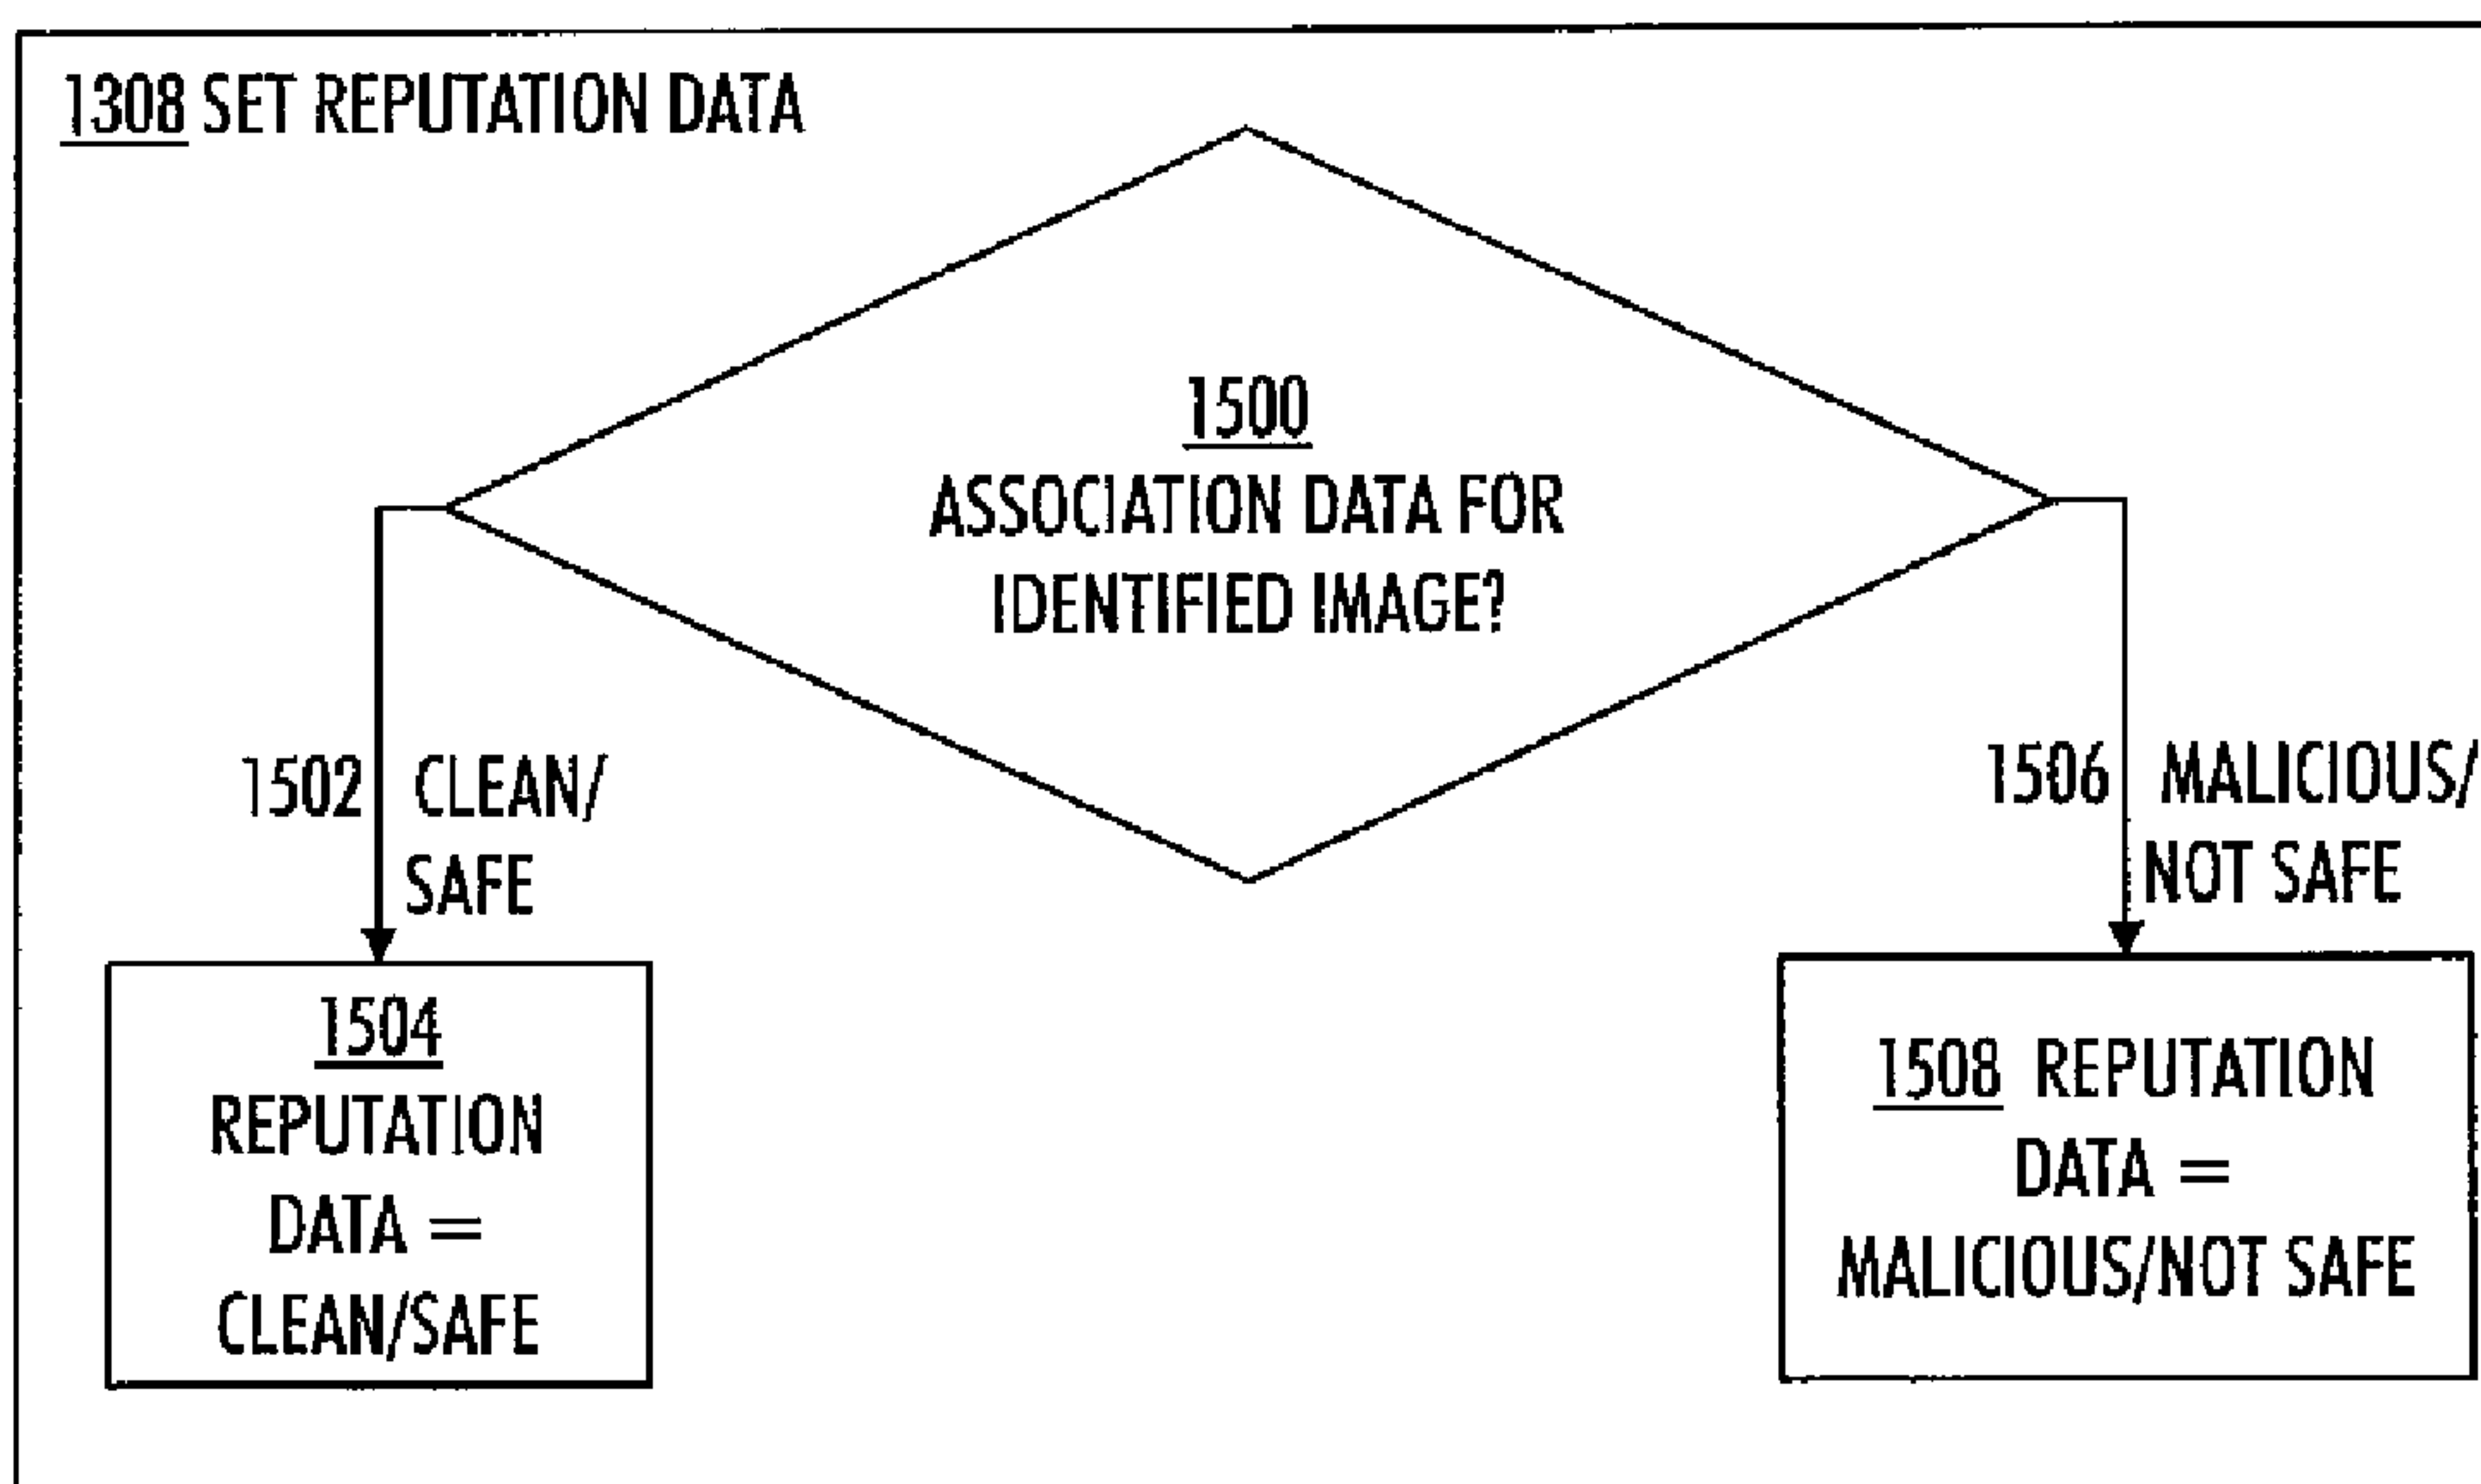 1308 SET REPUTATION DATA
1500
ASSOCIATION DATA FOR
IDENTIFIED IMAGE?
1502 CLEAN/
SAFE
1506 MALICIOUS/
NOT SAFE
1504
REPUTATION
DATA =
CLEAN/SAFE
1508 REPUTATION
DATA =
MALICIOUS/NOT SAFE